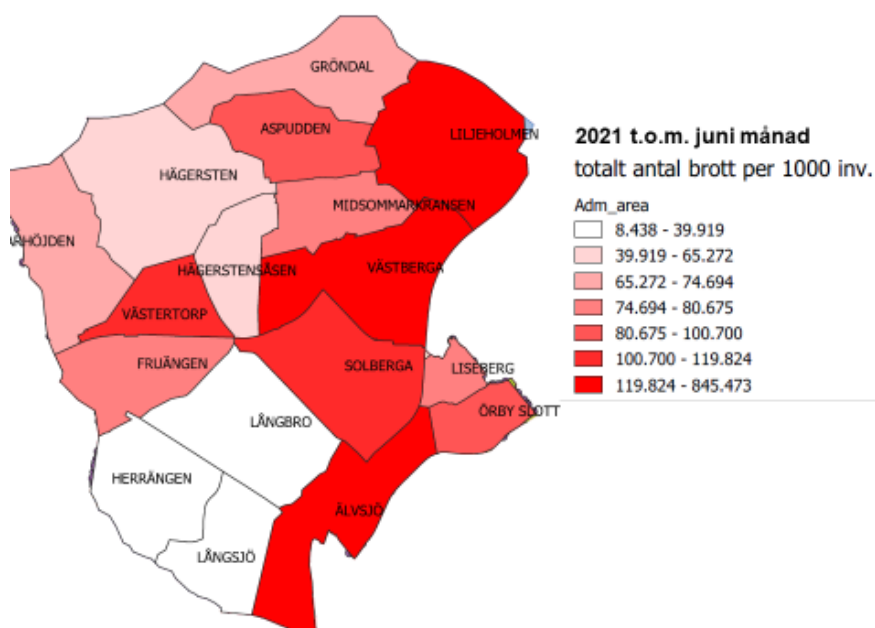 GRÖNDAL
ASPUDDEN
LILJEHOLMEN
HÄGERSTEN
MIDSOMMARKRANSEN
ARHÖJDEN
HÄGERSTENSÅSEN
VÄSTBERGA
VÄSTERTORP
FRUÄNGEN
SOLBERGA
LISEBERG
ÖRBY SLOTT
LÅNGBRO
HERRÄNGEN
ÄLVSJÖ
LÅNGSJÖ
2021 t.o.m. juni månad
totalt antal brott per 1000 inv.
Adm_area
8.438 - 39.919
39.919 - 65.272
65.272 - 74.694
74.694 - 80.675
80.675 - 100.700
100.700 - 119.824
119.824 - 845.473